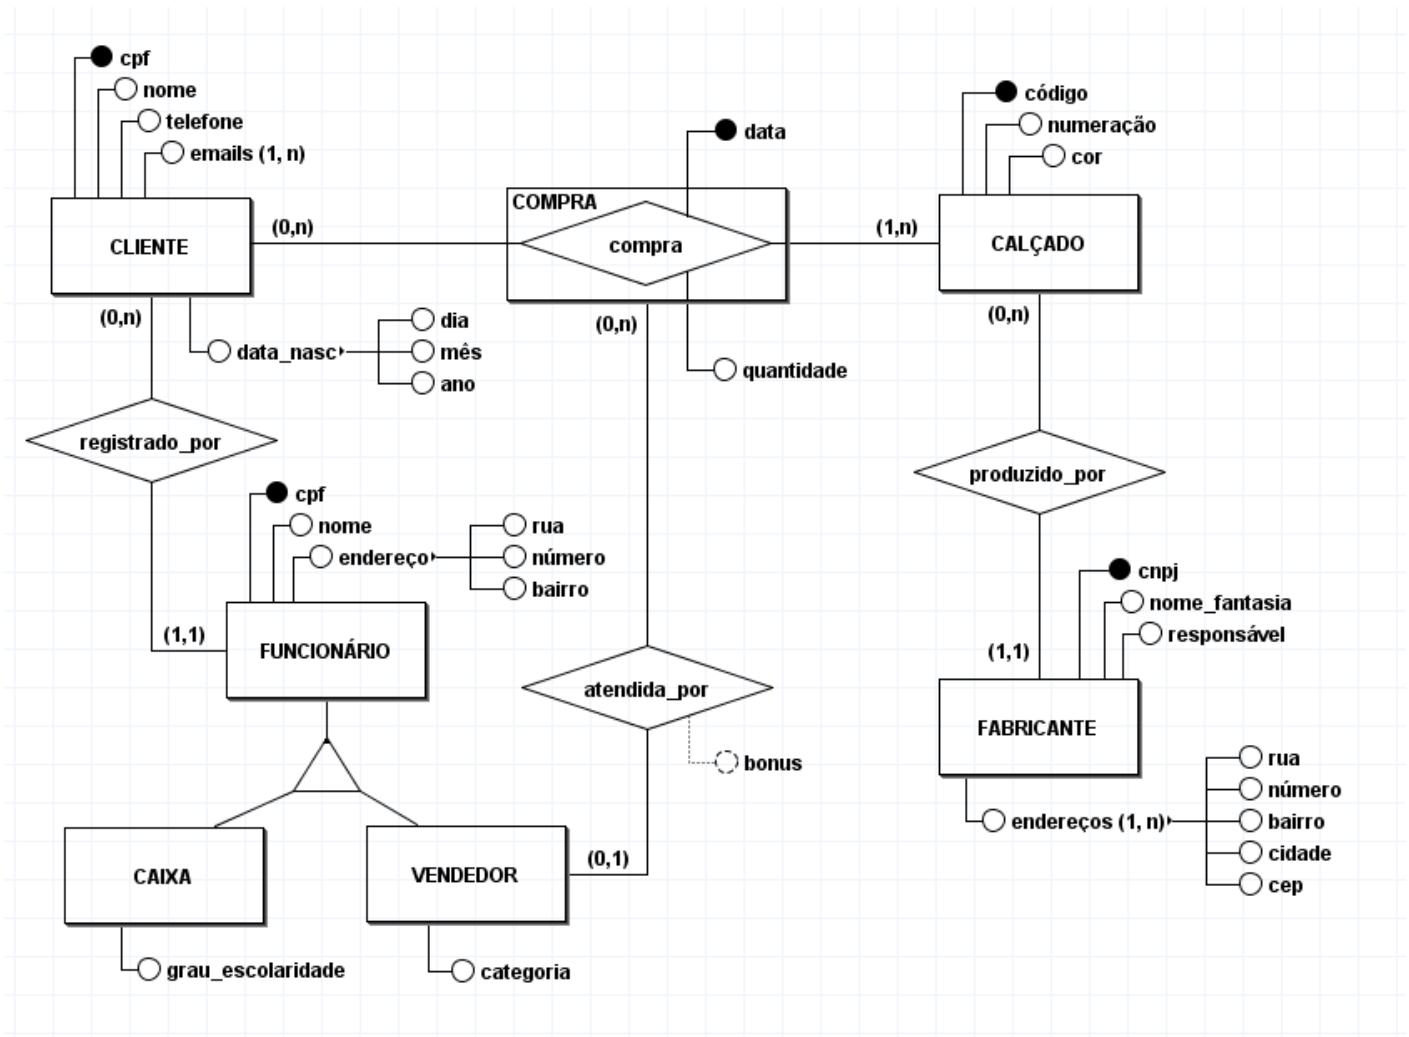 cpf
nome
telefone
emails (1, n)
CLIENTE
(0,n)
data
COMPRA
compra
(1,n)
código
numeração
cor
CALÇADO
(0,n)
data_nasc
dia
mês
ano
(0,n)
quantidade
(0,n)
registrado_por
produzido_por
cpf
nome
endereço
rua
número
bairro
(1,1)
FUNCIONÁRIO
atendida_por
bonus
cnpj
nome_fantasia
responsável
(1,1)
FABRICANTE
endereços (1, n)
rua
número
bairro
cidade
cep
CAIXA
VENDEDOR
(0,1)
grau_escolaridade
categoria